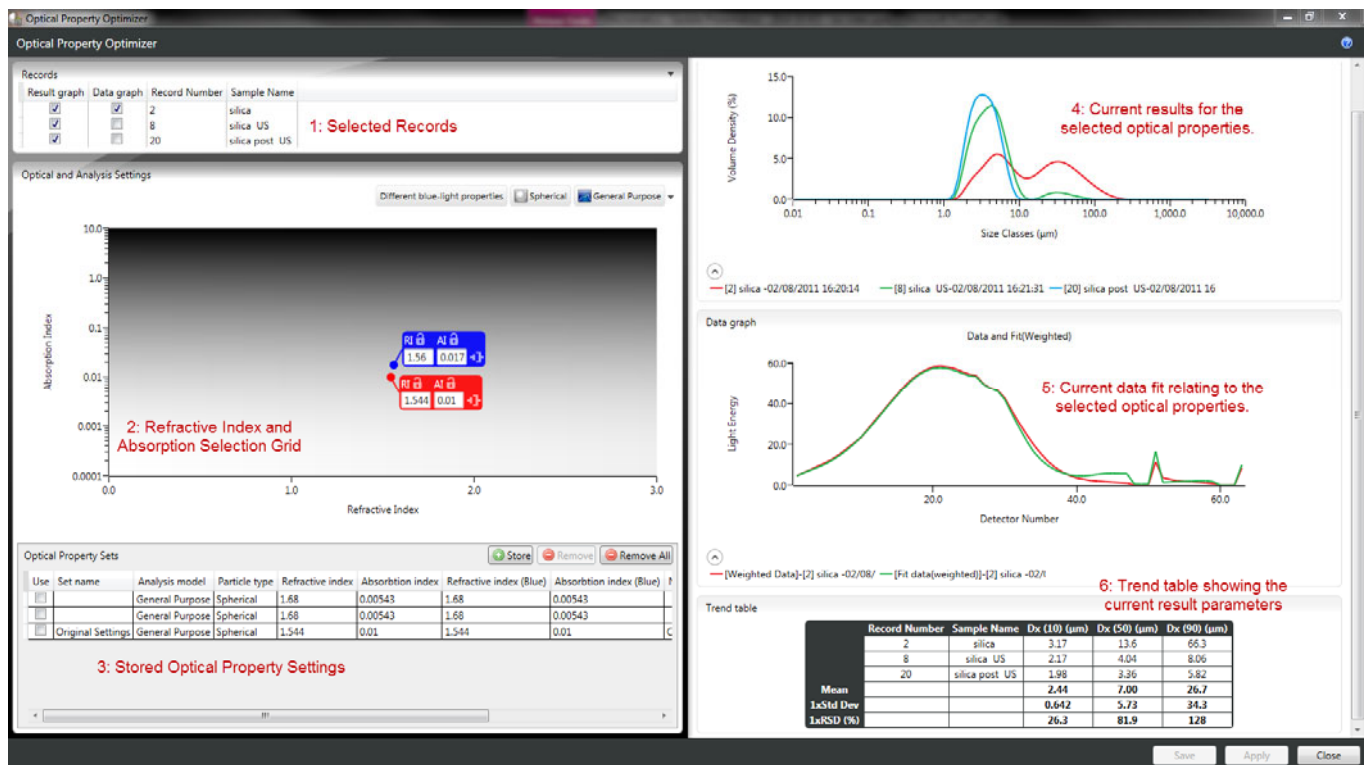 Optical Property Optimizer
Optical Property Optimizer
Records
Result graph Data graph Record Number Sample Name
2 silica
8 silica US
20 silica post US
1: Selected Records
Optical and Analysis Settings
Different blue-light properties Spherical General Purpose
10.0
1.0
0.1
0.01
0.001
0.0001
Absorption Index
RI AI
1.56 0.017
RI AI
1.544 0.01
2: Refractive Index and
Absorption Selection Grid
0.0 1.0 2.0 3.0
Refractive Index
Optical Property Sets
Store Remove Remove All
Use Set name Analysis model Particle type Refractive index Absorbtion index Refractive index (Blue) Absorbtion index (Blue)
General Purpose Spherical 1.68 0.00543 1.68 0.00543
General Purpose Spherical 1.68 0.00543 1.68 0.00543
Original Settings General Purpose Spherical 1.544 0.01 1.544 0.01
3: Stored Optical Property Settings
15.0
10.0
5.0
0.0
Volume Density (%)
4: Current results for the
selected optical properties.
0.01 0.1 1.0 10.0 100.0 1,000.0 10,000.0
Size Classes (µm)
[2] silica -02/08/2011 16:20:14 [8] silica US-02/08/2011 16:21:31 [20] silica post US-02/08/2011 16
Data graph
Data and Fit(Weighted)
60.0
40.0
20.0
0.0
Light Energy
5: Current data fit relating to the
selected optical properties.
20.0 40.0 60.0
Detector Number
[Weighted Data]-[2] silica -02/08/ [Fit data(weighted)]-[2] silica -02/
6: Trend table showing the
current result parameters
Trend table
Record Number Sample Name Dx (10) (µm) Dx (50) (µm) Dx (90) (µm)
2 silica 3.17 13.6 66.3
8 silica US 2.17 4.04 8.06
20 silica post US 1.98 3.36 5.82
Mean 2.44 7.00 26.7
1xStd Dev 0.642 5.73 34.3
1xRSD (%) 26.3 81.9 128
Save Apply Close